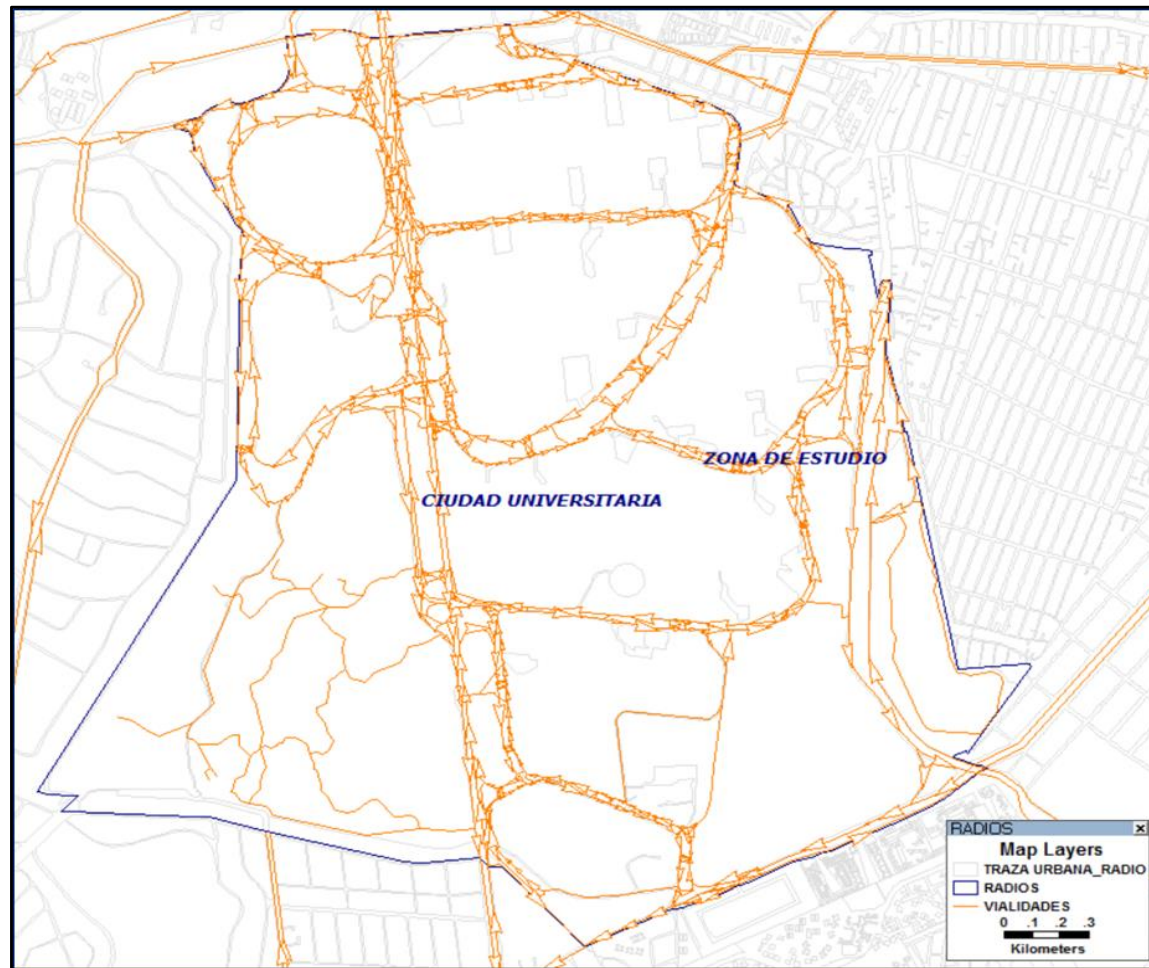 ZONA DE ESTUDIO
CIUDAD UNIVERSITARIA
RADIOS
Map Layers
TRAZA URBANA_RADIO
RADIOS
VIALIDADES
0 .1 .2 .3
Kilometers